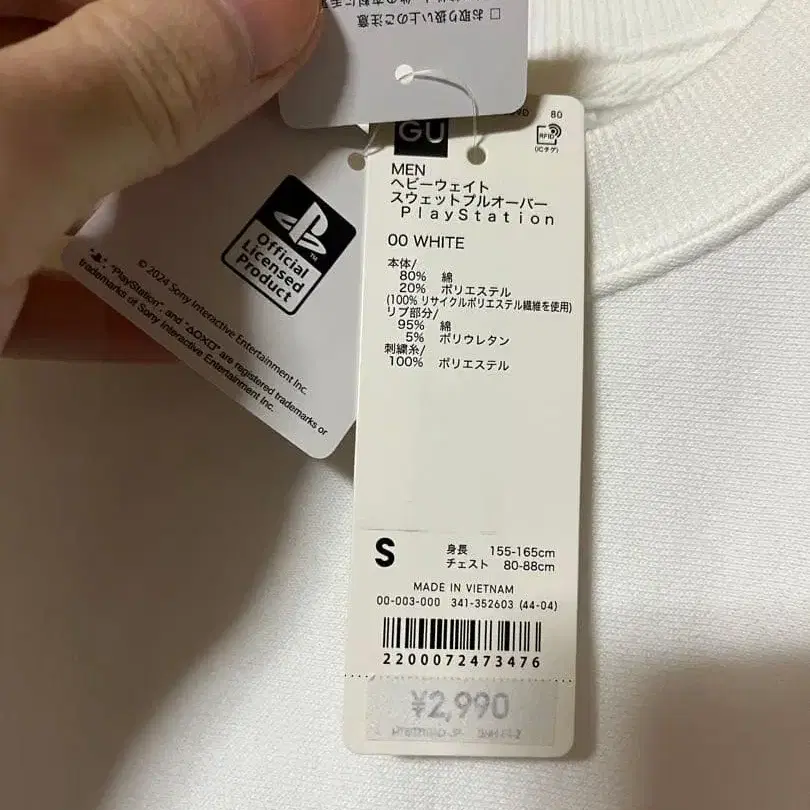 □ お取り扱い上のご注意
GU
80
RFID
(ICタグ)
MEN
ヘビーウェイト
スウェットプルオーバー
PlayStation
00 WHITE
本体/
80% 綿
20% ポリエステル
(100% リサイクルポリエステル繊維を使用)
リブ部分/
95% 綿
5% ポリウレタン
刺繍糸/
100% ポリエステル
S
身長 155-165cm
チェスト 80-88cm
MADE IN VIETNAM
00-003-000 341-352603 (44-04)
2200072473476
¥2,990
Official
Licensed
Product
TM
© 2024 Sony Interactive Entertainment Inc.
"PlayStation", and "△○×□" are registered trademarks or
trademarks of Sony Interactive Entertainment Inc.